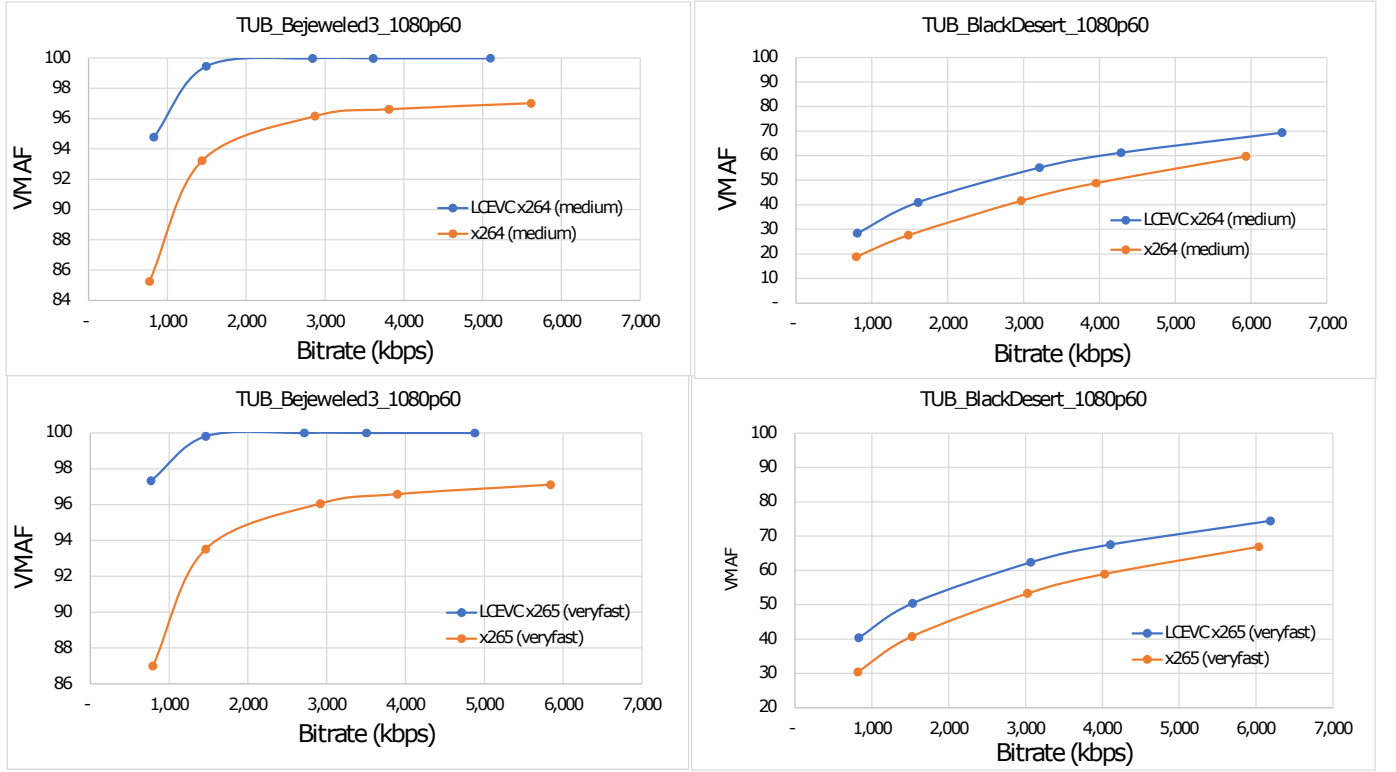 TUB_Bejeweled3_1080p60
100
98
96
94
92
90
88
86
84
VMAF
LCEVC x264 (medium)
x264 (medium)
- 1,000 2,000 3,000 4,000 5,000 6,000 7,000
Bitrate (kbps)
TUB_BlackDesert_1080p60
100
90
80
70
60
50
40
30
20
10
-
VMAF
LCEVC x264 (medium)
x264 (medium)
- 1,000 2,000 3,000 4,000 5,000 6,000 7,000
Bitrate (kbps)
TUB_Bejeweled3_1080p60
100
98
96
94
92
90
88
86
VMAF
LCEVC x265 (veryfast)
x265 (veryfast)
- 1,000 2,000 3,000 4,000 5,000 6,000 7,000
Bitrate (kbps)
TUB_BlackDesert_1080p60
100
90
80
70
60
50
40
30
20
VMAF
LCEVC x265 (veryfast)
x265 (veryfast)
- 1,000 2,000 3,000 4,000 5,000 6,000 7,000
Bitrate (kbps)